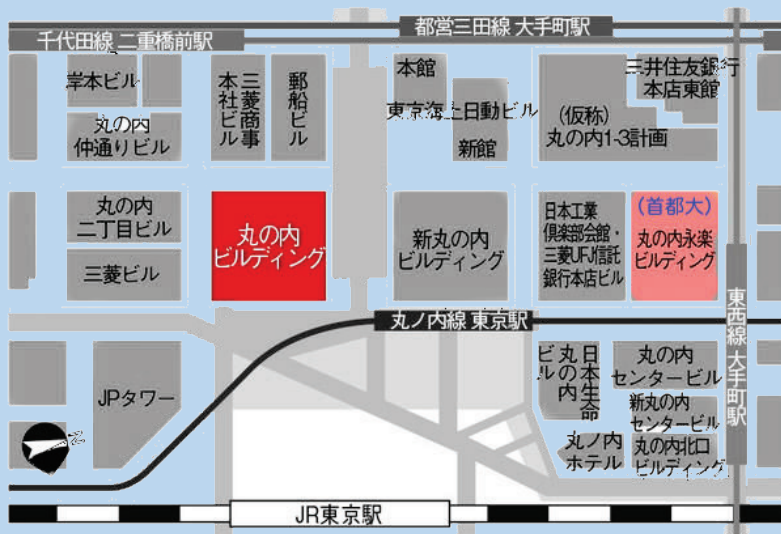 都営三田線 大手町駅
千代田線 二重橋前駅
岸本ビル
丸の内
仲通りビル
三菱商事
本社ビル
郵船ビル
本館
東京海上日動ビル
新館
三井住友銀行
本店東館
(仮称)
丸の内1-3計画
丸の内
二丁目ビル
三菱ビル
丸の内
ビルディング
新丸の内
ビルディング
日本工業
倶楽部会館・
三菱UFJ信託
銀行本店ビル
(首都大)
丸の内永楽
ビルディング
東西線 大手町駅
丸ノ内線 東京駅
JPタワー
日本生命
丸の内
ビル
丸の内
センタービル
新丸の内
センタービル
丸ノ内
ホテル
丸の内北口
ビルディング
JR東京駅